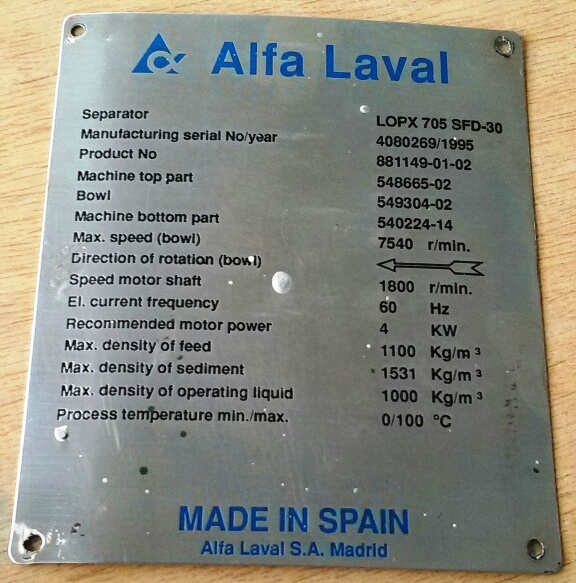 Alfa Laval
Separator LOPX 705 SFD-30
Manufacturing serial No/year 4080269/1995
Product No 881149-01-02
Machine top part 548665-02
Bowl 549304-02
Machine bottom part 540224-14
Max. speed (bowl) 7540 r/min.
Direction of rotation (bowl)
Speed motor shaft 1800 r/min.
El. current frequency 60 Hz
Recommended motor power 4 KW
Max. density of feed 1100 Kg/m³
Max. density of sediment 1531 Kg/m³
Max. density of operating liquid 1000 Kg/m³
Process temperature min./max. 0/100 °C
MADE IN SPAIN
Alfa Laval S.A. Madrid